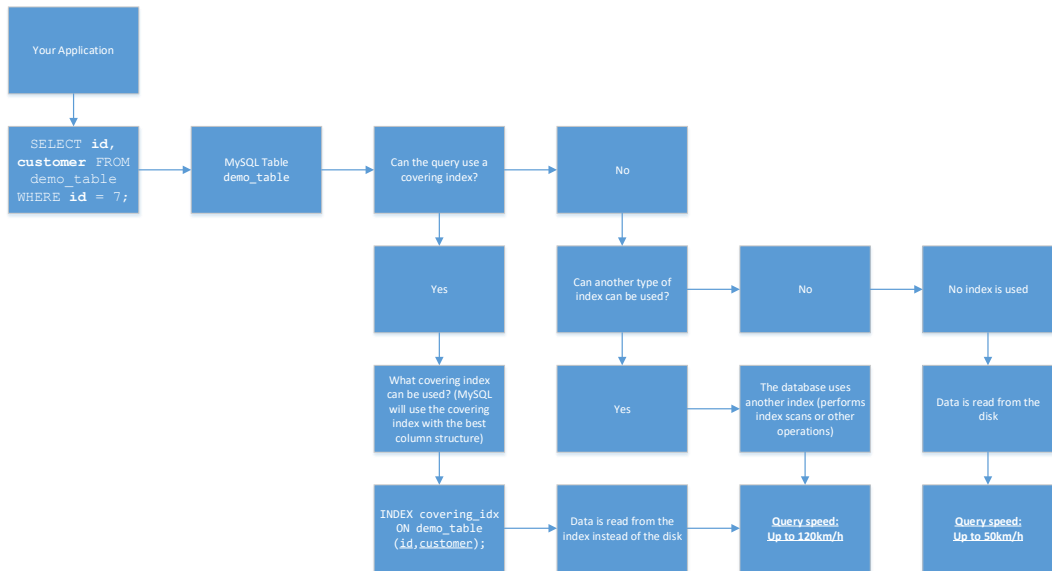 Your Application
SELECT id,
customer FROM
demo_table
WHERE id = 7;
MySQL Table
demo_table
Can the query use a
covering index?
No
Yes
Can another type of
index can be used?
No
No index is used
What covering index
can be used? (MySQL
will use the covering
index with the best
column structure)
Yes
The database uses
another index (performs
index scans or other
operations)
Data is read from the
disk
INDEX covering_idx
ON demo_table
(id,customer);
Data is read from the
index instead of the disk
Query speed:
Up to 120km/h
Query speed:
Up to 50km/h